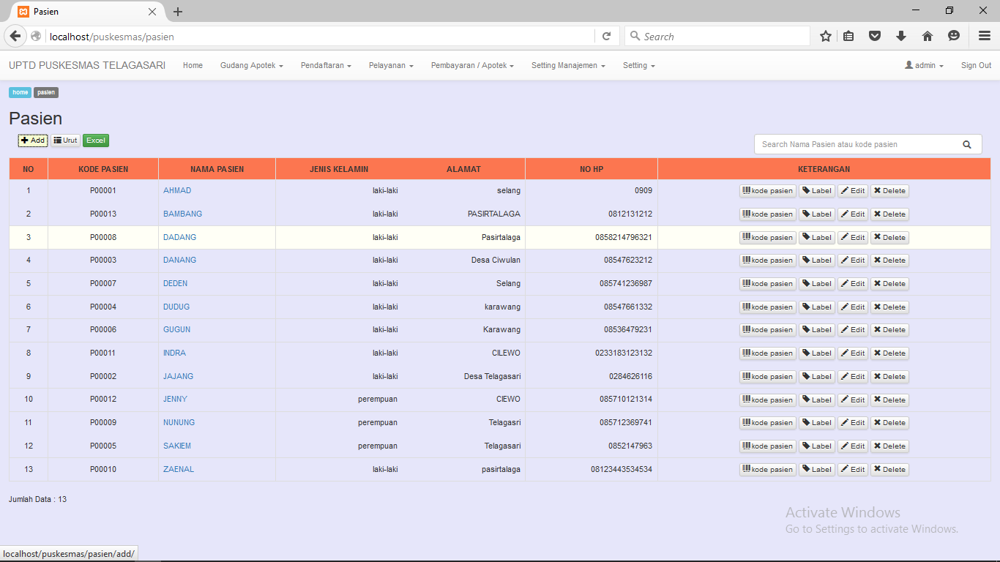 Pasien
localhost/puskesmas/pasien
Search
UPTD PUSKESMAS TELAGASARI Home Gudang Apotek Pendaftaran Pelayanan Pembayaran / Apotek Setting Manajemen Setting admin Sign Out
home pasien
Pasien
Add Urut Excel Search Nama Pasien atau kode pasien
NO KODE PASIEN NAMA PASIEN JENIS KELAMIN ALAMAT NO HP KETERANGAN
1 P00001 AHMAD laki-laki selang 0909 kode pasien Label Edit Delete
2 P00013 BAMBANG laki-laki PASIRTALAGA 0812131212 kode pasien Label Edit Delete
3 P00008 DADANG laki-laki Pasirtalaga 0858214796321 kode pasien Label Edit Delete
4 P00003 DANANG laki-laki Desa Ciwulan 08547623212 kode pasien Label Edit Delete
5 P00007 DEDEN laki-laki Selang 085741236987 kode pasien Label Edit Delete
6 P00004 DUDUG laki-laki karawang 08547661332 kode pasien Label Edit Delete
7 P00006 GUGUN laki-laki Karawang 08536479231 kode pasien Label Edit Delete
8 P00011 INDRA laki-laki CILEWO 0233183123132 kode pasien Label Edit Delete
9 P00002 JAJANG laki-laki Desa Telagasari 0284626116 kode pasien Label Edit Delete
10 P00012 JENNY perempuan CIEWO 085710121314 kode pasien Label Edit Delete
11 P00009 NUNUNG perempuan Telagasri 085712369741 kode pasien Label Edit Delete
12 P00005 SAKIEM perempuan Telagasari 0852147963 kode pasien Label Edit Delete
13 P00010 ZAENAL laki-laki pasirtalaga 08123443534534 kode pasien Label Edit Delete
Jumlah Data : 13
Activate Windows
Go to Settings to activate Windows.
localhost/puskesmas/pasien/add/